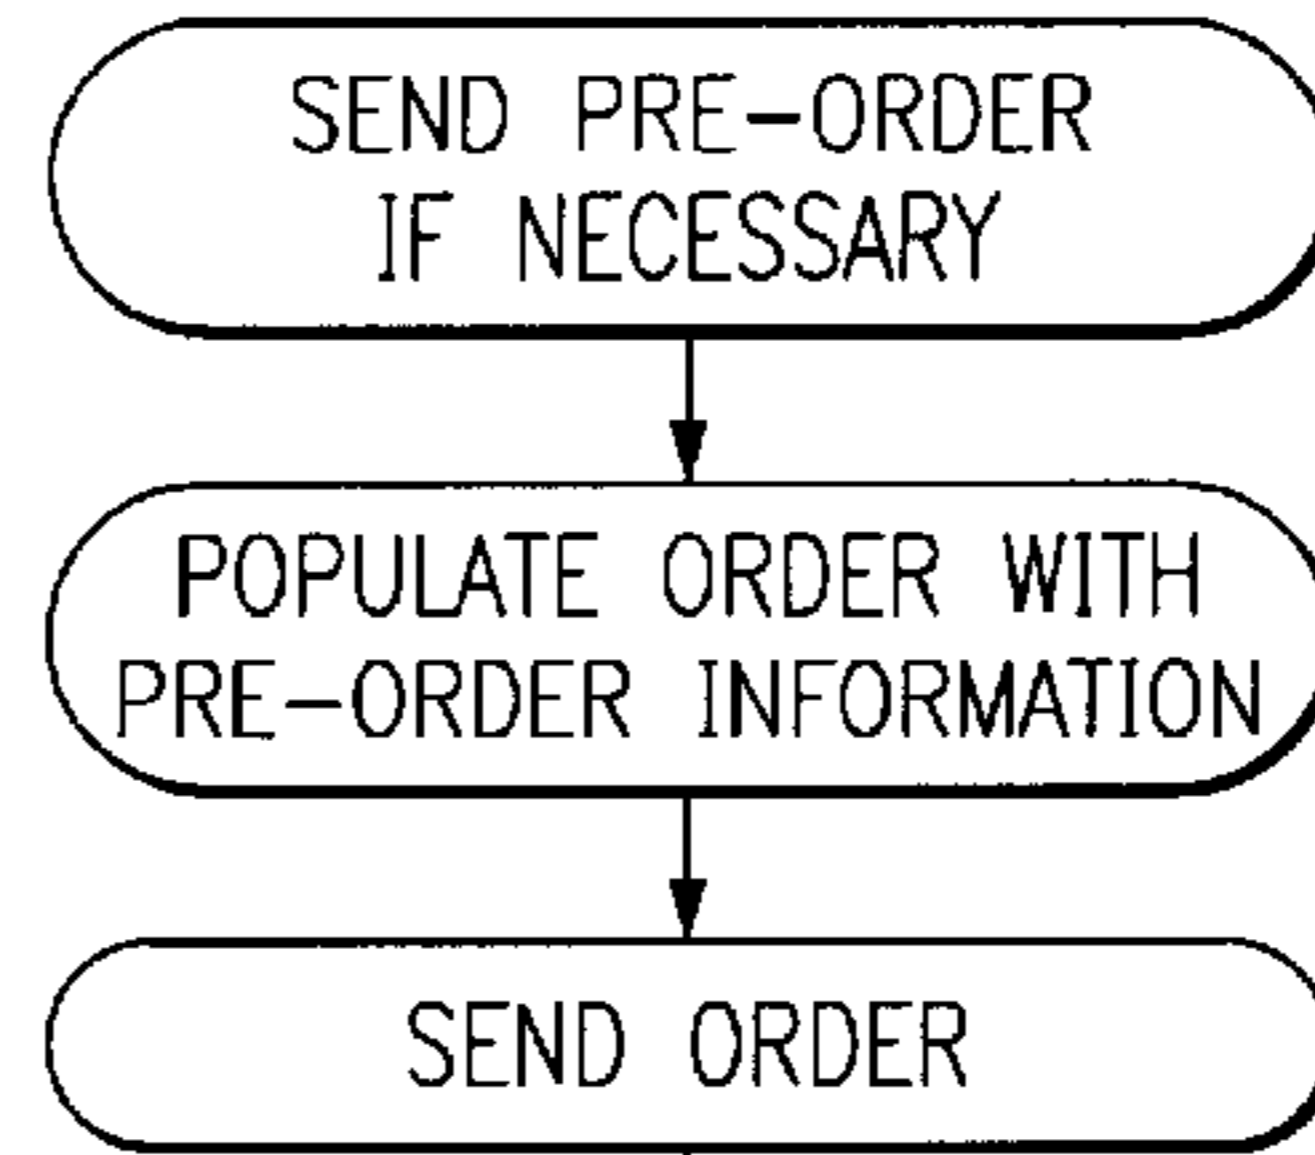 SEND PRE-ORDER
IF NECESSARY
POPULATE ORDER WITH
PRE-ORDER INFORMATION
SEND ORDER